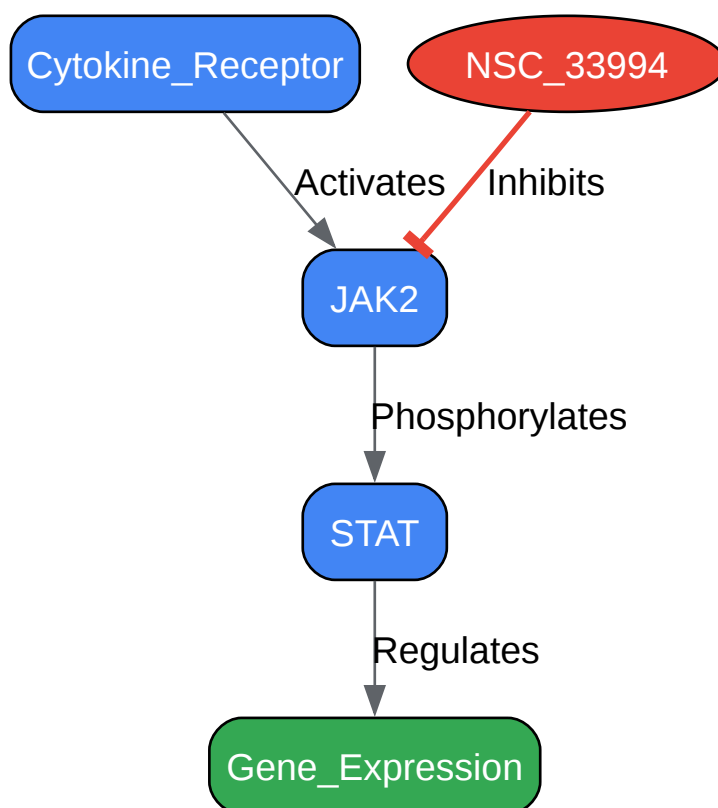 Cytokine_Receptor
NSC_33994
Activates
Inhibits
JAK2
Phosphorylates
STAT
Regulates
Gene_Expression